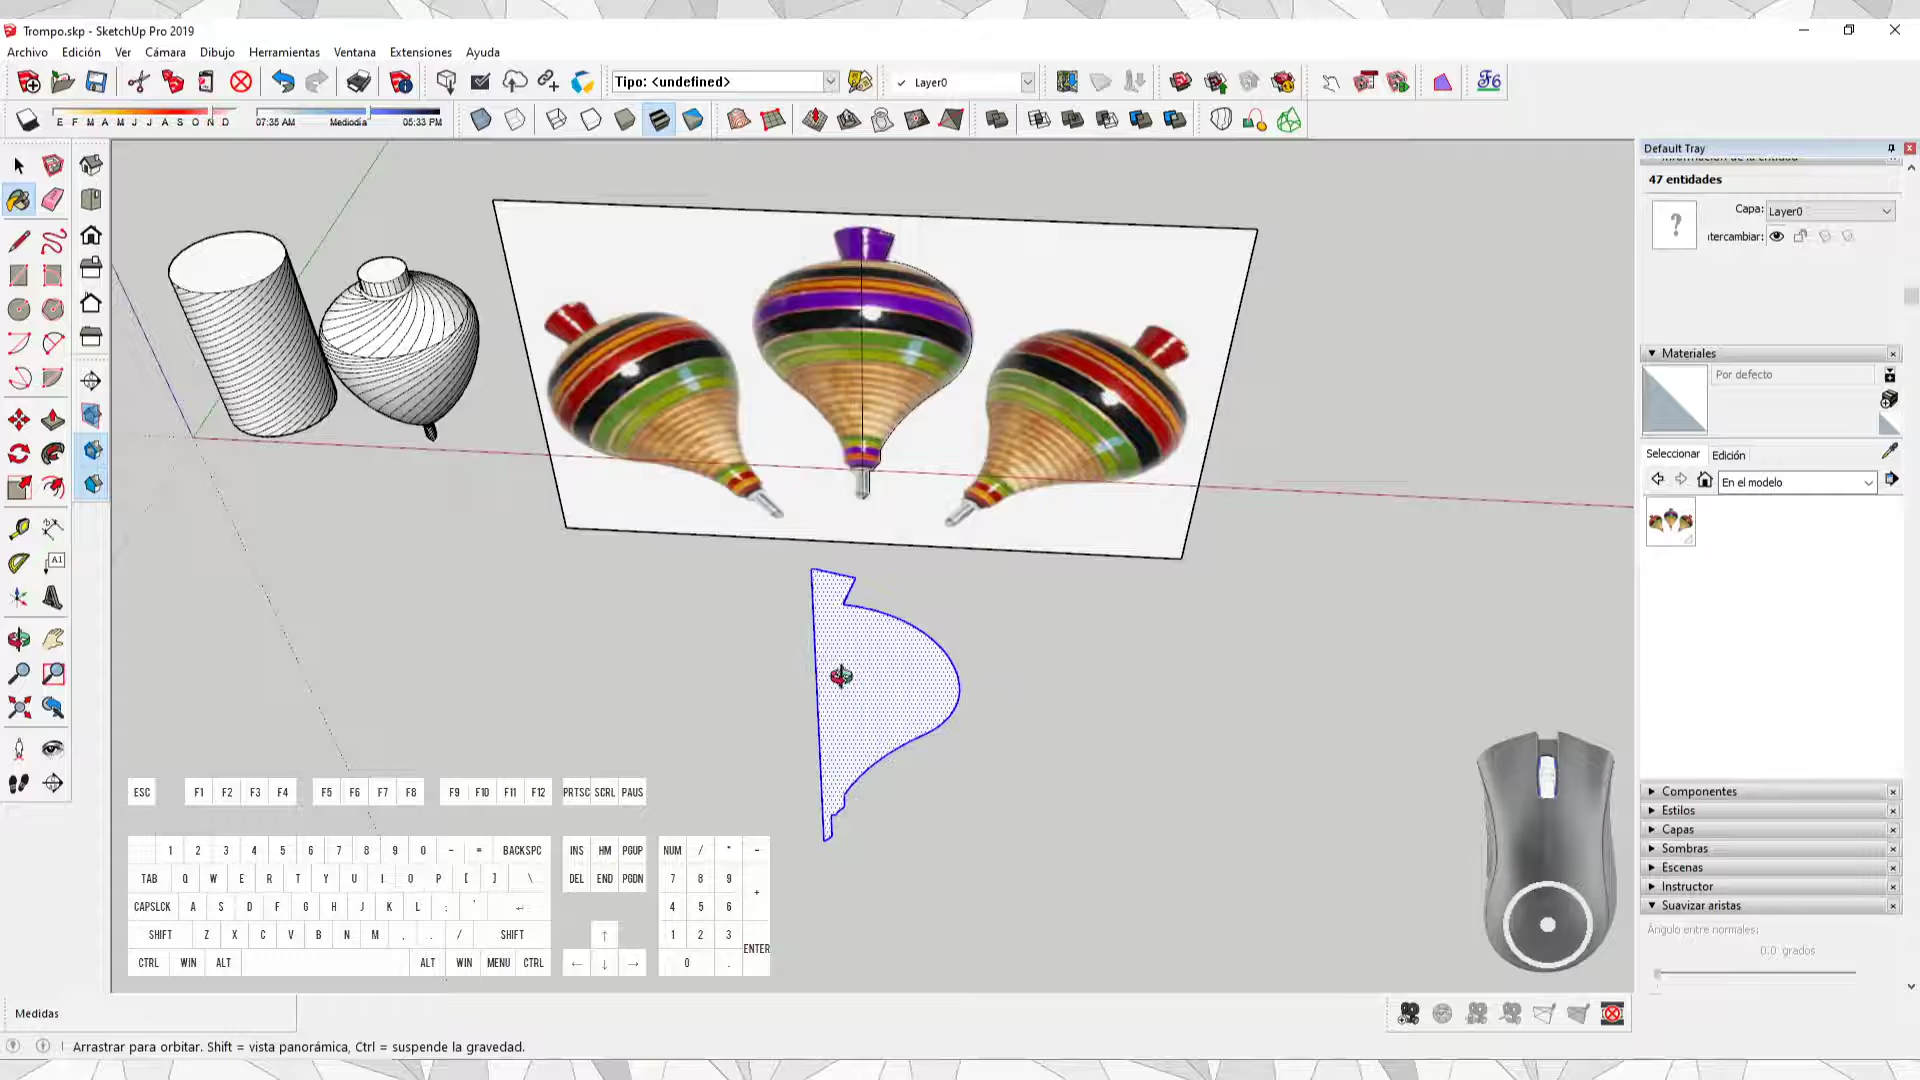 Trompo.skp - SketchUp Pro 2019
Archivo Edición Ver Cámara Dibujo Herramientas Ventana Extensiones Ayuda
Tipo: <undefined>
Layer0
E F M A M J J A S O N D
07:35 AM Mediodía 05:33 PM
Default Tray
47 entidades
Capa: Layer0
ntercambiar:
Materiales
Por defecto
Seleccionar Edición
En el modelo
Componentes
Estilos
Capas
Sombras
Escenas
Instructor
Suavizar aristas
Ángulo entre normales:
0.0 grados
ESC F1 F2 F3 F4 F5 F6 F7 F8 F9 F10 F11 F12 PRTSC SCRL PAUS
1 2 3 4 5 6 7 8 9 0 - = BACKSPC INS HM PGUP NUM / * -
TAB Q W E R T Y U I O P [ ] \ DEL END PGDN 7 8 9 +
CAPSLCK A S D F G H J K L ; ' ↵ 4 5 6
SHIFT Z X C V B N M , . / SHIFT ↑ 1 2 3 ENTER
CTRL WIN ALT ALT WIN MENU CTRL ← ↓ → 0 .
Medidas
Arrastrar para orbitar. Shift = vista panorámica, Ctrl = suspende la gravedad.